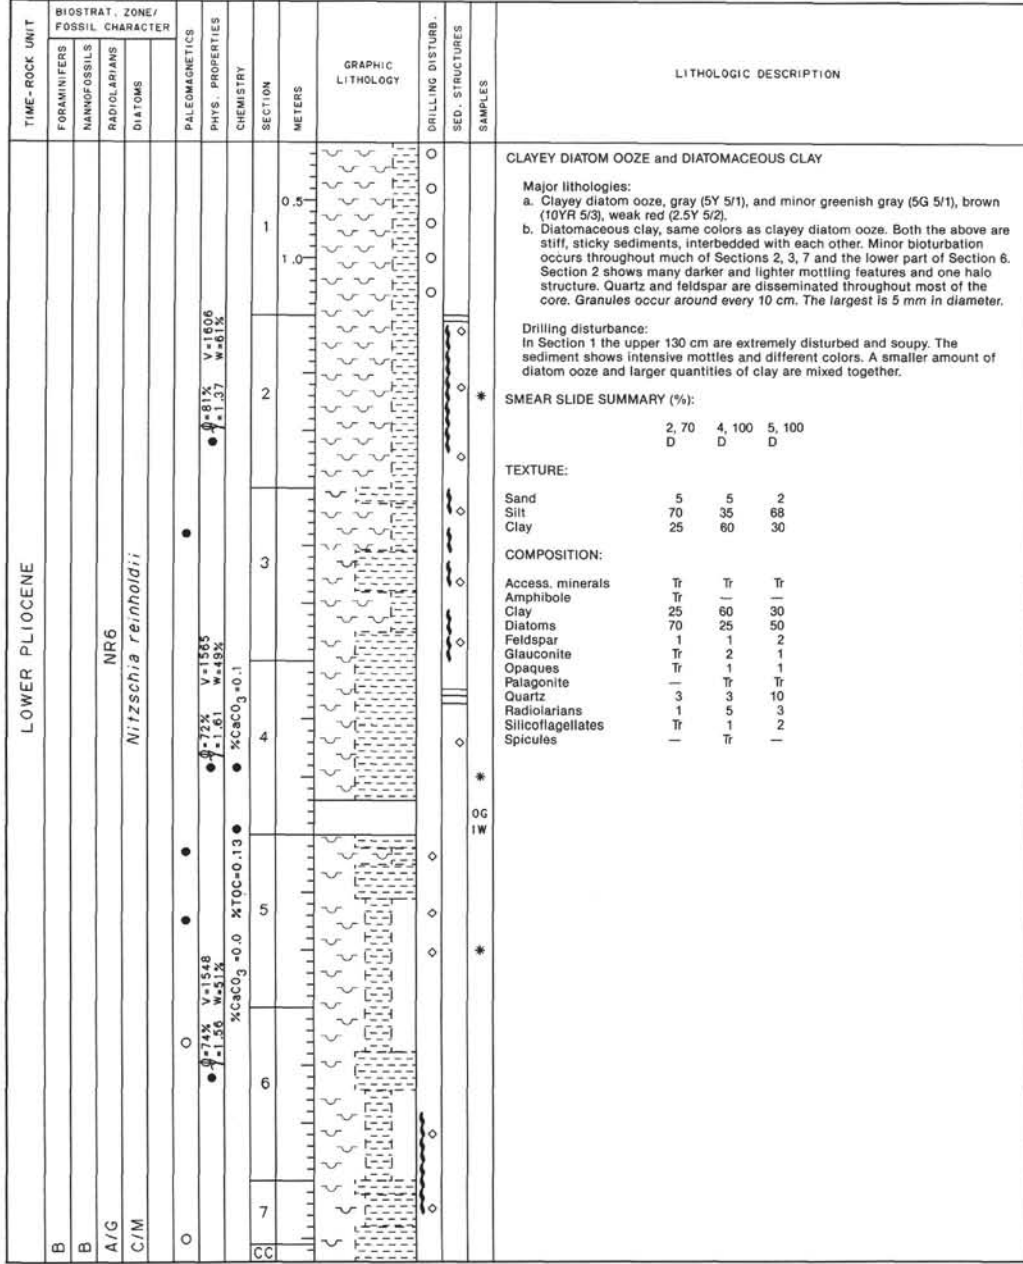 TIME-ROCK UNIT
BIOSTRAT. ZONE/
FOSSIL CHARACTER
FORAMINIFERS
NANNOFOSSILS
RADIOLARIANS
DIATOMS
PALEOMAGNETICS
PHYS. PROPERTIES
CHEMISTRY
SECTION
METERS
GRAPHIC
LITHOLOGY
DRILLING DISTURB.
SED. STRUCTURES
SAMPLES
LITHOLOGIC DESCRIPTION
LOWER PLIOCENE
B
B
A/G
NR6
C/M
Nitzschia reinholdii
V=1606
W=61%
=81%
=1.37
V=1565
W=49%
=72%
=1.61
V=1548
W=51%
=74%
=1.56
%CaCO3=0.1
%TOC=0.13
%CaCO3=0.0
1
2
3
4
5
6
7
CC
0.5
1.0
*
*
OG
IW
*
CLAYEY DIATOM OOZE and DIATOMACEOUS CLAY
Major lithologies:
a. Clayey diatom ooze, gray (5Y 5/1), and minor greenish gray (5G 5/1), brown
(10YR 5/3), weak red (2.5Y 5/2).
b. Diatomaceous clay, same colors as clayey diatom ooze. Both the above are
stiff, sticky sediments, interbedded with each other. Minor bioturbation
occurs throughout much of Sections 2, 3, 7 and the lower part of Section 6.
Section 2 shows many darker and lighter mottling features and one halo
structure. Quartz and feldspar are disseminated throughout most of the
core. Granules occur around every 10 cm. The largest is 5 mm in diameter.
Drilling disturbance:
In Section 1 the upper 130 cm are extremely disturbed and soupy. The
sediment shows intensive mottles and different colors. A smaller amount of
diatom ooze and larger quantities of clay are mixed together.
SMEAR SLIDE SUMMARY (%):
2, 70 4, 100 5, 100
D D D
TEXTURE:
Sand 5 5 2
Silt 70 35 68
Clay 25 60 30
COMPOSITION:
Access. minerals Tr Tr Tr
Amphibole Tr — —
Clay 25 60 30
Diatoms 70 25 50
Feldspar 1 1 2
Glauconite Tr 2 1
Opaques Tr 1 1
Palagonite — Tr Tr
Quartz 3 3 10
Radiolarians 1 5 3
Silicoflagellates Tr 1 2
Spicules — Tr —